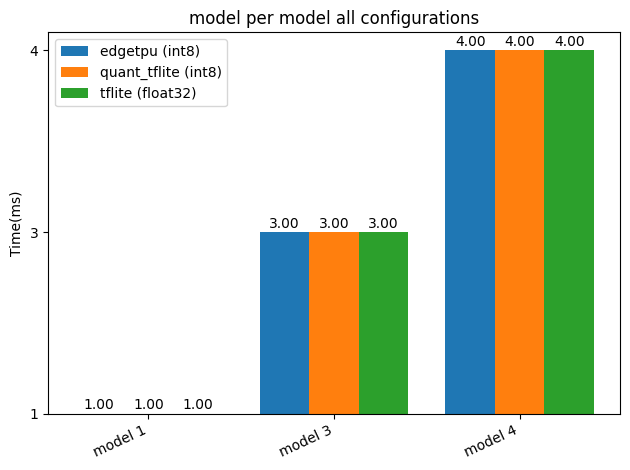 model per model all configurations
edgetpu (int8)
quant_tflite (int8)
tflite (float32)
Time(ms)
4
3
1
1.00 1.00 1.00
3.00 3.00 3.00
4.00 4.00 4.00
model 1
model 3
model 4